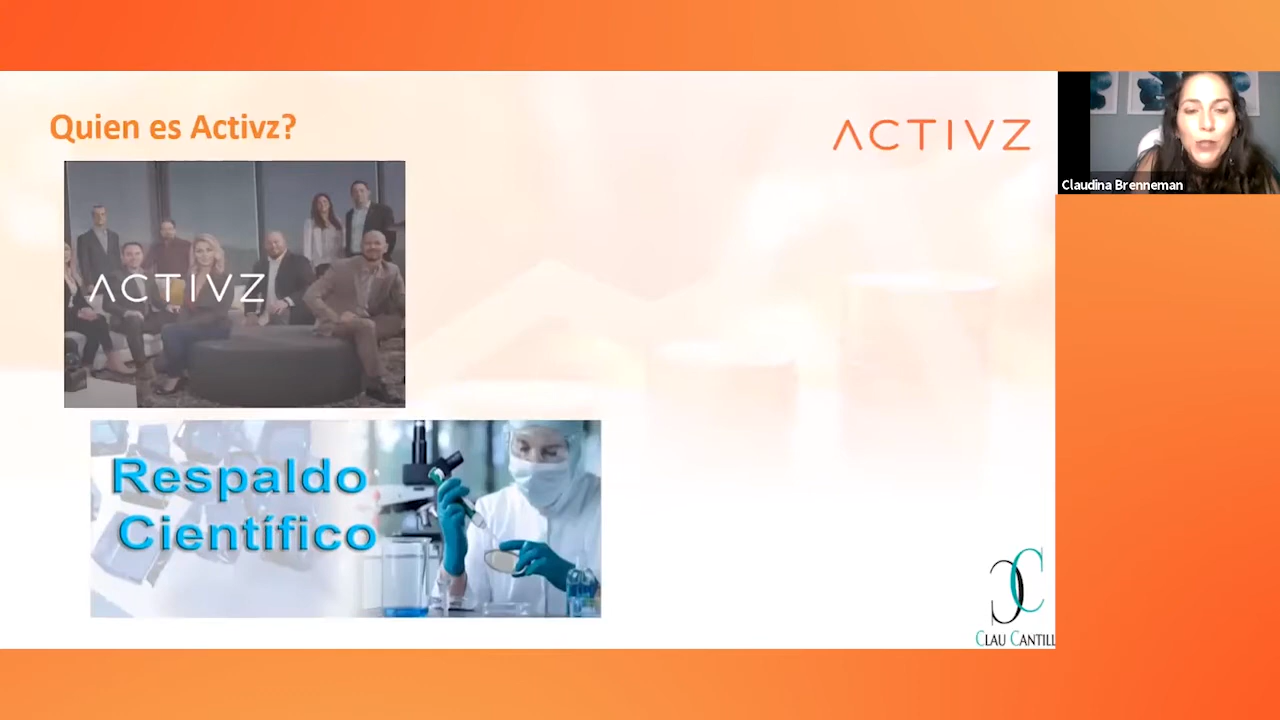 Quien es Activz?
ACTIVZ
Claudina Brenneman
ACTIVZ
Respaldo
Científico
CLAU CANTILL